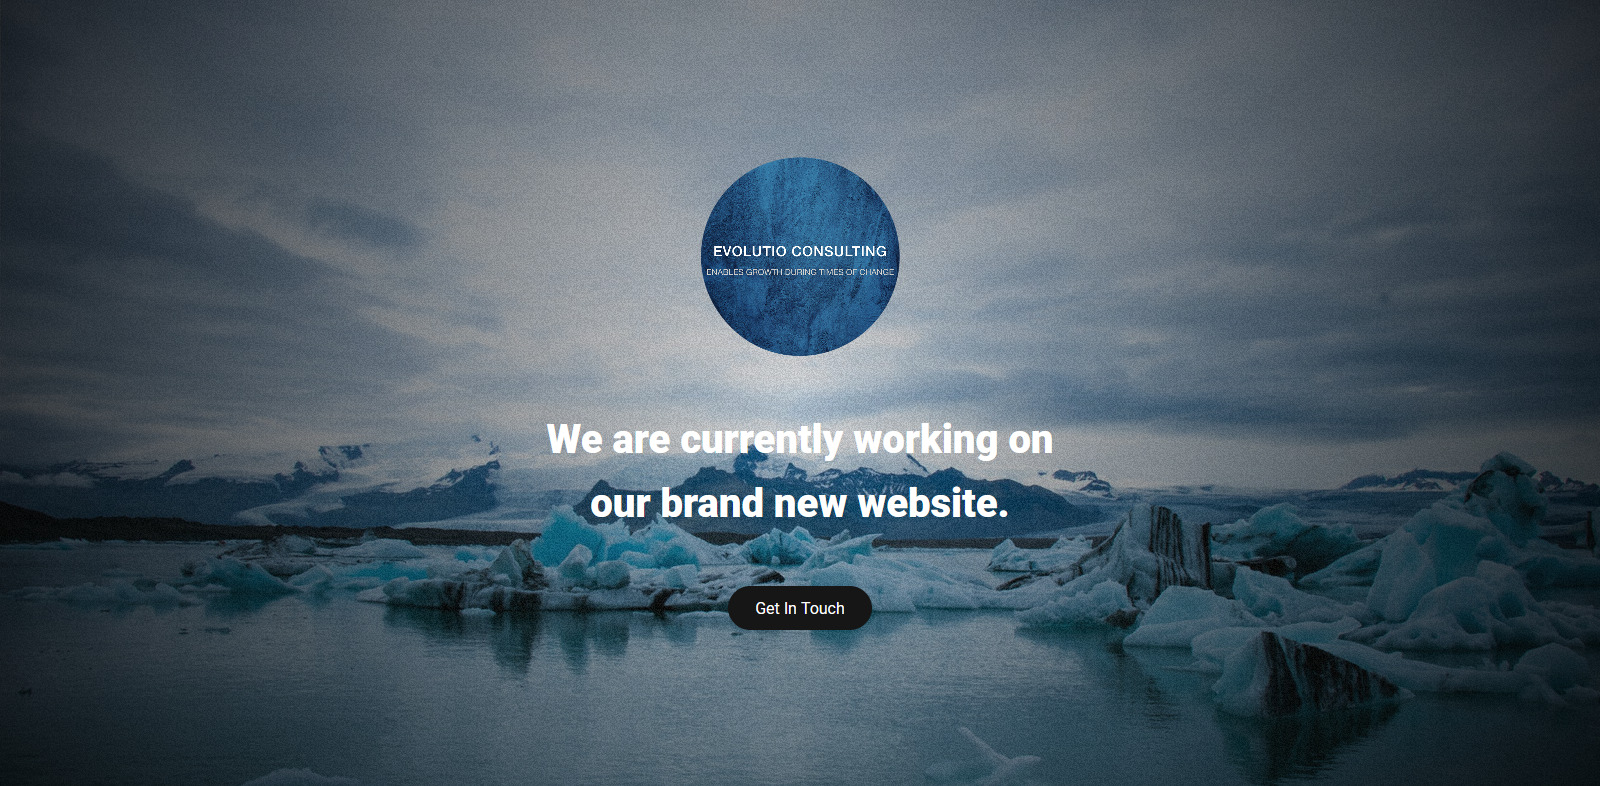 EVOLUTIO CONSULTING
ENABLES GROWTH DURING TIMES OF CHANGE
We are currently working on
our brand new website.
Get In Touch